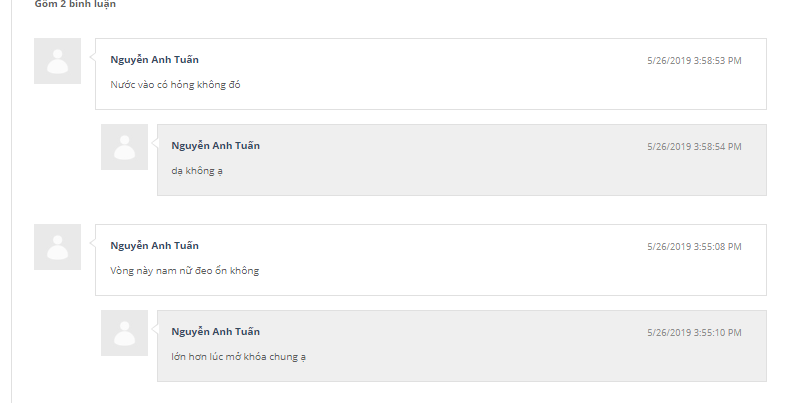 Gồm 2 bình luận
Nguyễn Anh Tuấn
5/26/2019 3:58:53 PM
Nước vào có hỏng không đó
Nguyễn Anh Tuấn
5/26/2019 3:58:54 PM
dạ không ạ
Nguyễn Anh Tuấn
5/26/2019 3:55:08 PM
Vòng này nam nữ đeo ổn không
Nguyễn Anh Tuấn
5/26/2019 3:55:10 PM
lớn hơn lúc mở khóa chung ạ